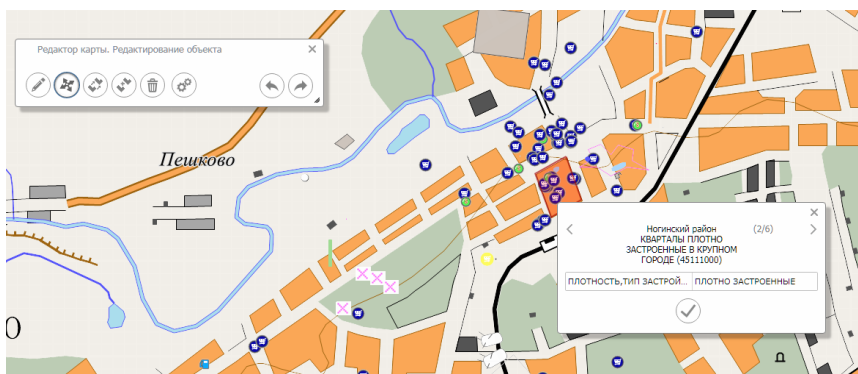 Редактор карты. Редактирование объекта
Пешково
Ногинский район (2/6)
КВАРТАЛЫ ПЛОТНО
ЗАСТРОЕННЫЕ В КРУПНОМ
ГОРОДЕ (45111000)
ПЛОТНОСТЬ,ТИП ЗАСТРОЙ... ПЛОТНО ЗАСТРОЕННЫЕ
О